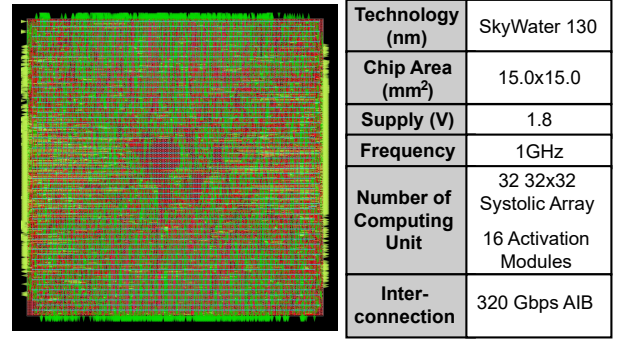 Technology
(nm)
SkyWater 130
Chip Area
(mm²)
15.0x15.0
Supply (V)
1.8
Frequency
1GHz
Number of
Computing
Unit
32 32x32
Systolic Array
16 Activation
Modules
Inter-
connection
320 Gbps AIB